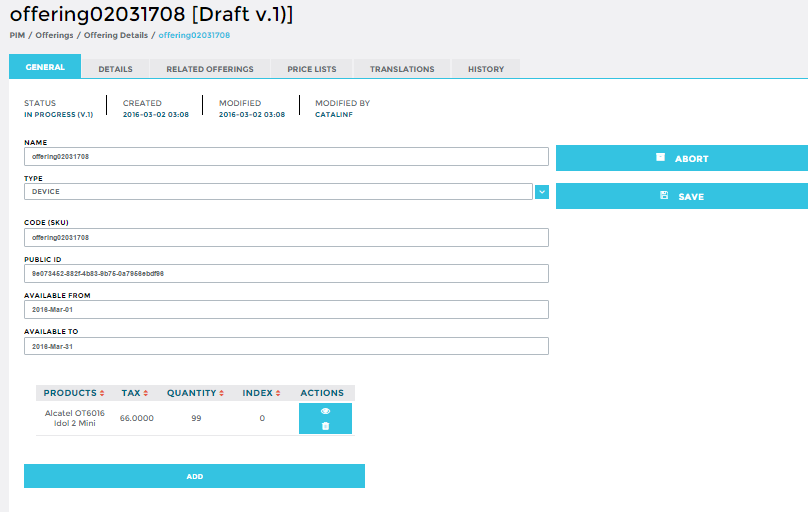 offering02031708 [Draft v.1)]
PIM / Offerings / Offering Details / offering02031708
GENERAL DETAILS RELATED OFFERINGS PRICE LISTS TRANSLATIONS HISTORY
STATUS CREATED MODIFIED MODIFIED BY
IN PROGRESS (V.1) 2016-03-02 03:08 2016-03-02 03:08 CATALINF
NAME
offering02031708
ABORT
TYPE
DEVICE
SAVE
CODE (SKU)
offering02031708
PUBLIC ID
9e073452-882f-4b83-9b75-0a7956ebdf96
AVAILABLE FROM
2016-Mar-01
AVAILABLE TO
2016-Mar-31
PRODUCTS TAX QUANTITY INDEX ACTIONS
Alcatel OT6016 Idol 2 Mini 66.0000 99 0
ADD